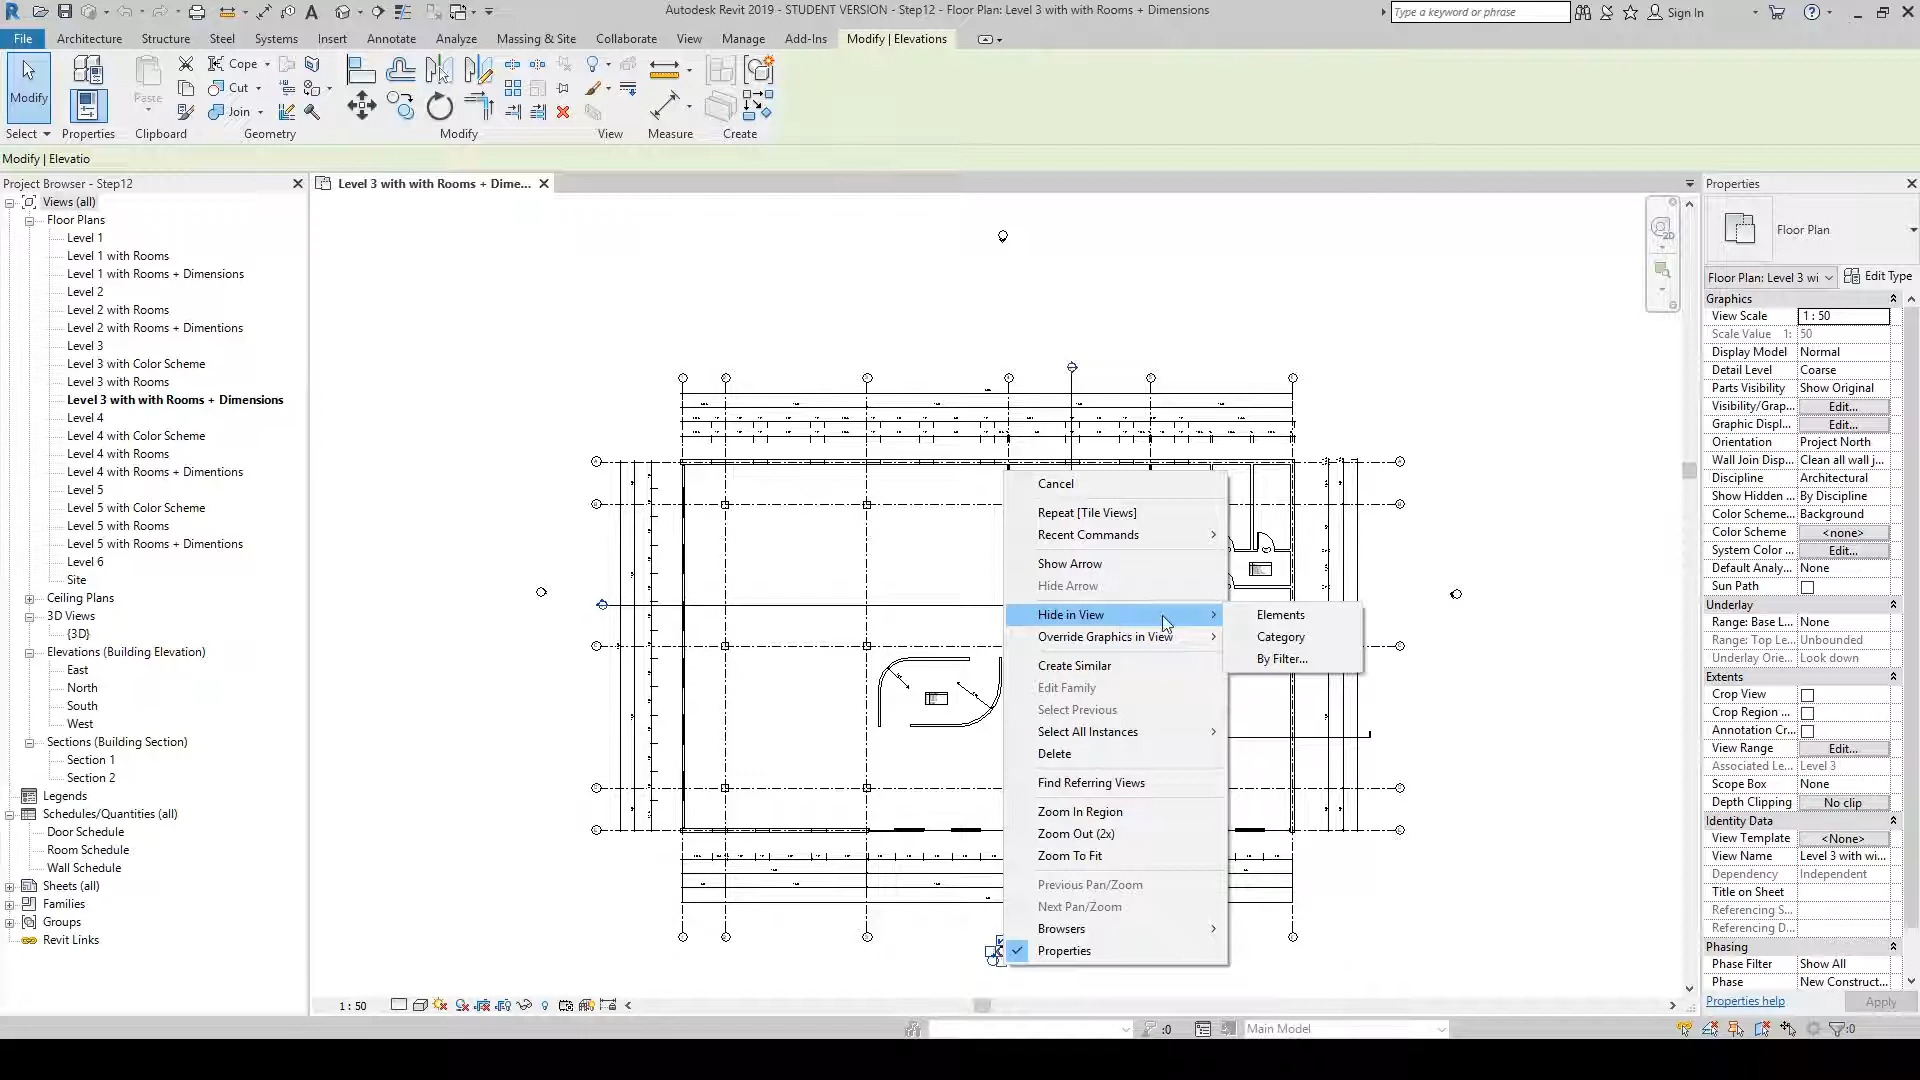 Autodesk Revit 2019 - STUDENT VERSION - Step12 - Floor Plan: Level 3 with with Rooms + Dimensions
Type a keyword or phrase
Sign In
File
Architecture
Structure
Steel
Systems
Insert
Annotate
Analyze
Massing & Site
Collaborate
View
Manage
Add-Ins
Modify | Elevations
Modify
Paste
Cope
Cut
Join
Select
Properties
Clipboard
Geometry
Modify
View
Measure
Create
Modify | Elevatio
Project Browser - Step12
Views (all)
Floor Plans
Level 1
Level 1 with Rooms
Level 1 with Rooms + Dimensions
Level 2
Level 2 with Rooms
Level 2 with Rooms + Dimentions
Level 3
Level 3 with Color Scheme
Level 3 with Rooms
Level 3 with with Rooms + Dimensions
Level 4
Level 4 with Color Scheme
Level 4 with Rooms
Level 4 with Rooms + Dimensions
Level 5
Level 5 with Color Scheme
Level 5 with Rooms
Level 5 with Rooms + Dimensions
Level 6
Site
Ceiling Plans
3D Views
{3D}
Elevations (Building Elevation)
East
North
South
West
Sections (Building Section)
Section 1
Section 2
Legends
Schedules/Quantities (all)
Door Schedule
Room Schedule
Wall Schedule
Sheets (all)
Families
Groups
Revit Links
Level 3 with with Rooms + Dime...
2D
Cancel
Repeat [Tile Views]
Recent Commands
Show Arrow
Hide Arrow
Hide in View
Override Graphics in View
Create Similar
Edit Family
Select Previous
Select All Instances
Delete
Find Referring Views
Zoom In Region
Zoom Out (2x)
Zoom To Fit
Previous Pan/Zoom
Next Pan/Zoom
Browsers
Properties
Elements
Category
By Filter...
Properties
Floor Plan
Floor Plan: Level 3 wi
Edit Type
Graphics
View Scale 1 : 50
Scale Value 1: 50
Display Model Normal
Detail Level Coarse
Parts Visibility Show Original
Visibility/Grap... Edit...
Graphic Displ... Edit...
Orientation Project North
Wall Join Disp... Clean all wall j...
Discipline Architectural
Show Hidden ... By Discipline
Color Scheme... Background
Color Scheme <none>
System Color ... Edit...
Default Analy... None
Sun Path
Underlay
Range: Base L... None
Range: Top Le... Unbounded
Underlay Orie... Look down
Extents
Crop View
Crop Region ...
Annotation Cr...
View Range Edit...
Associated Le... Level 3
Scope Box None
Depth Clipping No clip
Identity Data
View Template <None>
View Name Level 3 with wi...
Dependency Independent
Title on Sheet
Referencing S...
Referencing D...
Phasing
Phase Filter Show All
Phase New Construct...
Properties help
Apply
1 : 50
:0
Main Model
:0